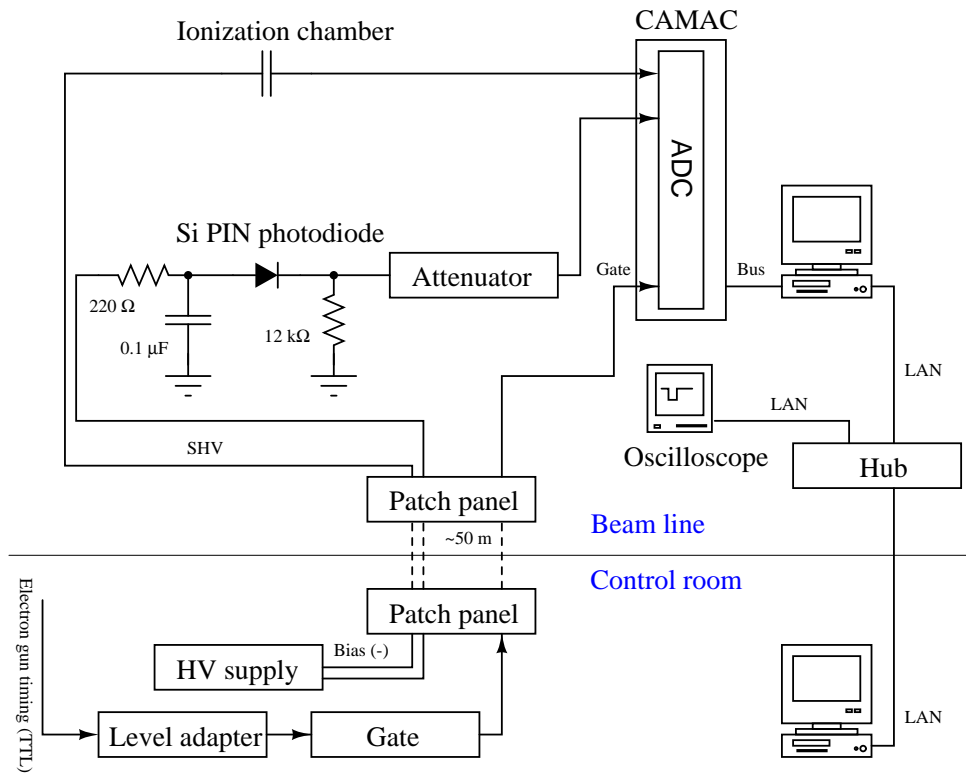 CAMAC
Ionization chamber
ADC
Si PIN photodiode
Attenuator
Gate
Bus
220 Ω
0.1 μF
12 kΩ
LAN
LAN
SHV
Oscilloscope
Hub
Patch panel
~50 m
Beam line
Control room
Electron gun timing (TTL)
Patch panel
Bias (-)
HV supply
LAN
Level adapter
Gate